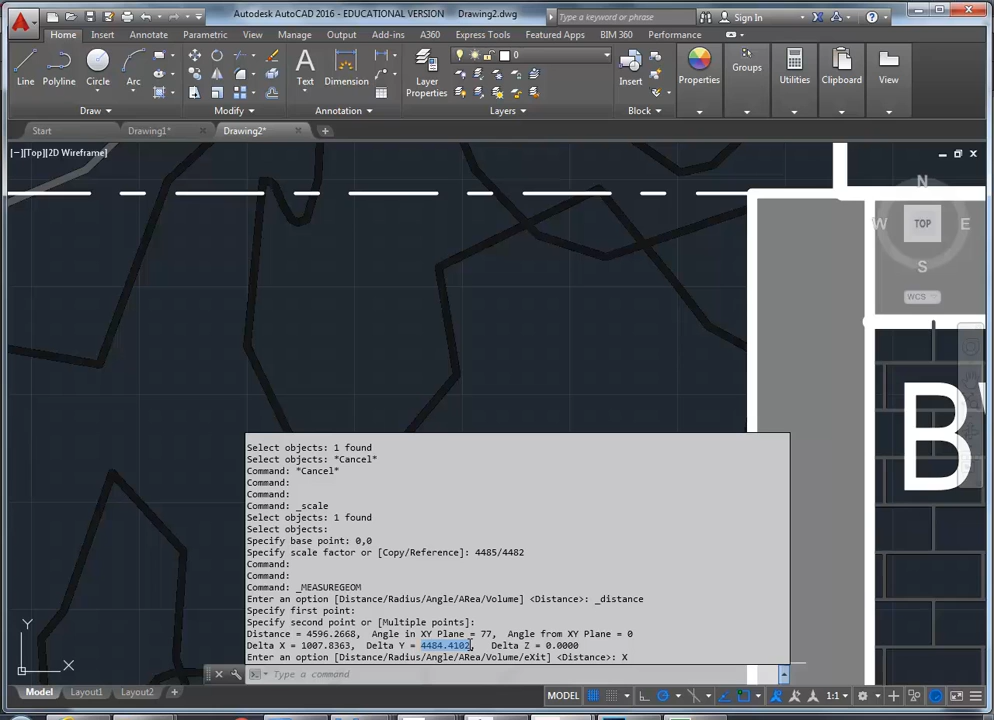 Autodesk AutoCAD 2016 - EDUCATIONAL VERSION Drawing2.dwg
Type a keyword or phrase
Sign In
Home Insert Annotate Parametric View Manage Output Add-ins A360 Express Tools Featured Apps BIM 360 Performance
0
Line Polyline Circle Arc Text Dimension Layer Properties Insert Properties Groups Utilities Clipboard View
Draw Modify Annotation Layers Block
Start Drawing1* Drawing2*
[−][Top][2D Wireframe]
N
W TOP E
S
WCS
B
Select objects: 1 found
Select objects: *Cancel*
Command: *Cancel*
Command:
Command:
Command: _scale
Select objects: 1 found
Select objects:
Specify base point: 0,0
Specify scale factor or [Copy/Reference]: 4485/4482
Command:
Command:
Command: _MEASUREGEOM
Enter an option [Distance/Radius/Angle/ARea/Volume] <Distance>: _distance
Specify first point:
Specify second point or [Multiple points]:
Distance = 4596.2668, Angle in XY Plane = 77, Angle from XY Plane = 0
Delta X = 1007.8363, Delta Y = 4484.4102, Delta Z = 0.0000
Enter an option [Distance/Radius/Angle/ARea/Volume/eXit] <Distance>: X
Y
X
Type a command
Model Layout1 Layout2
MODEL
1:1